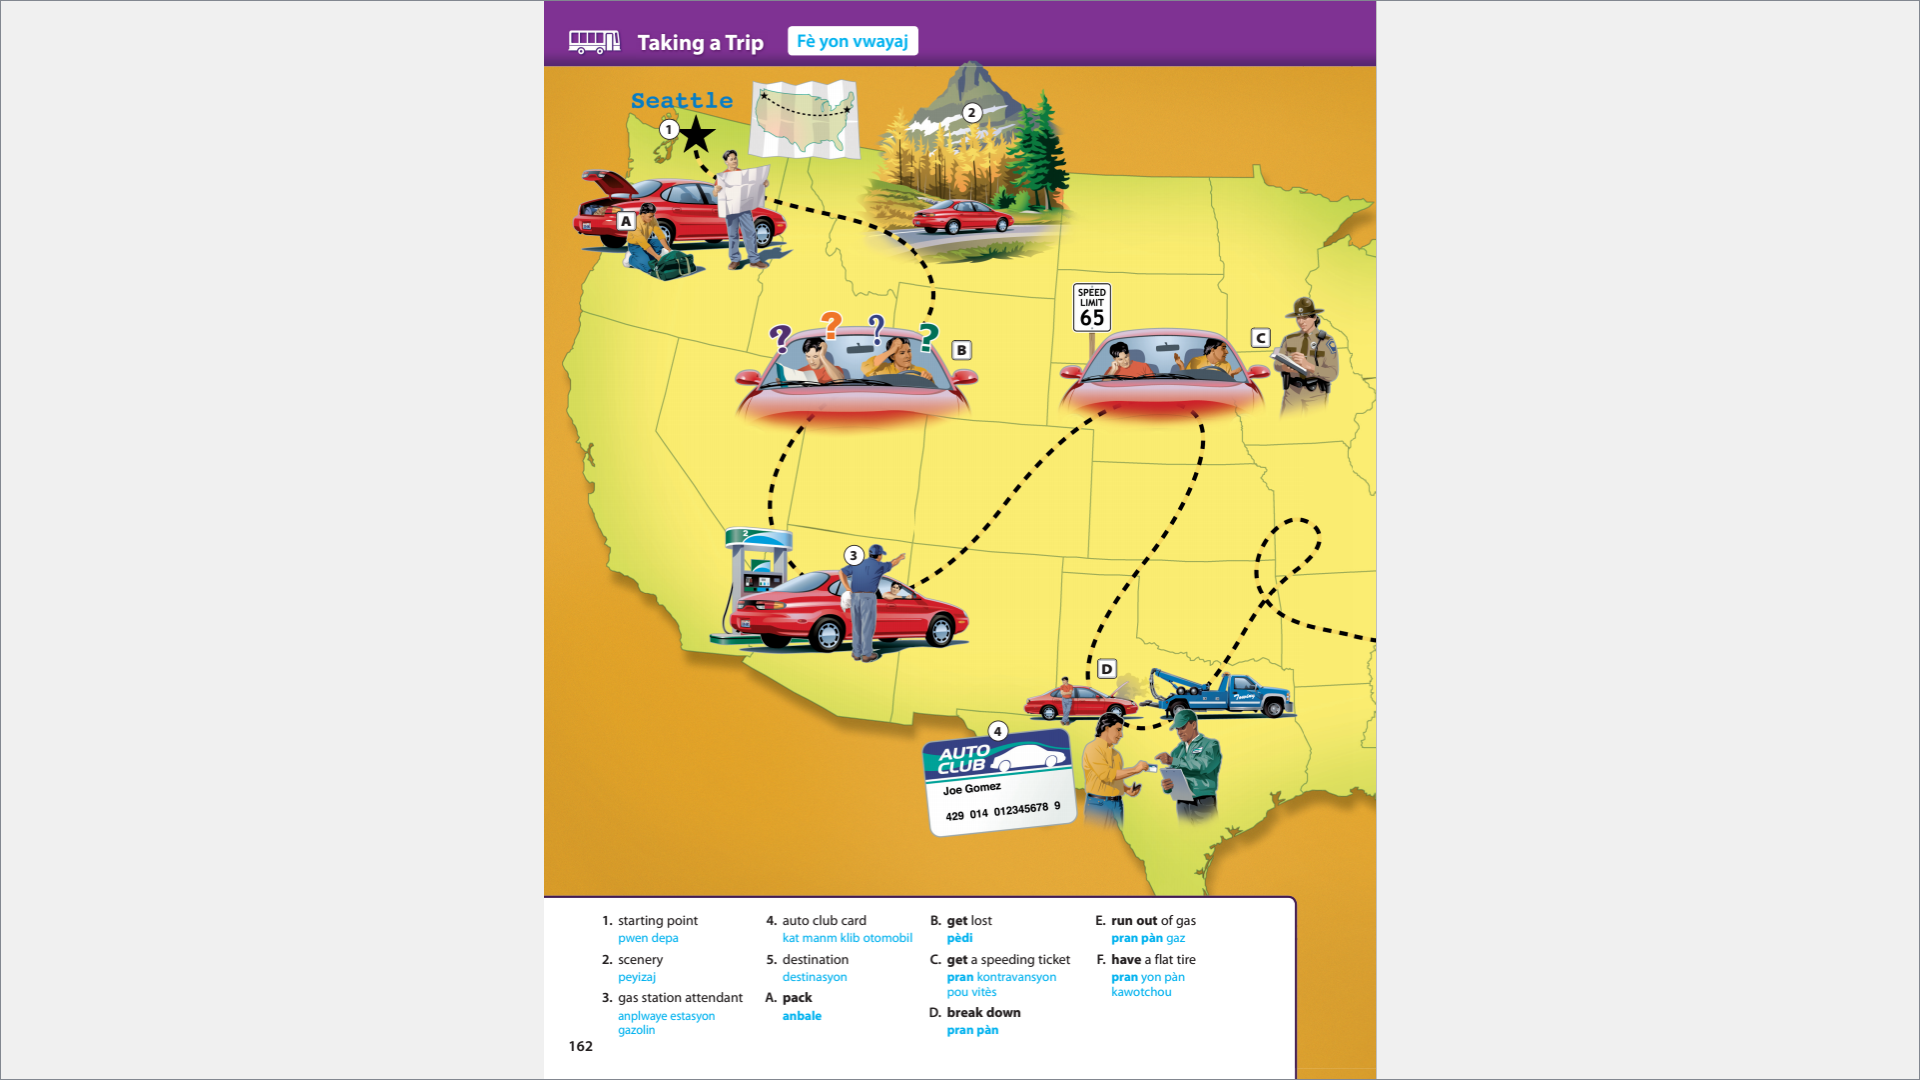 Taking a Trip
Fè yon vwayaj
Seattle
1
2
A
SPEED
LIMIT
65
? ? ? ?
B
C
2
3
D
Towing
4
AUTO
CLUB
Joe Gomez
429 014 012345678 9
1. starting point
pwen depa
2. scenery
peyizaj
3. gas station attendant
anplwaye estasyon
gazolin
4. auto club card
kat manm klib otomobil
5. destination
destinasyon
A. pack
anbale
B. get lost
pèdi
C. get a speeding ticket
pran kontravansyon
pou vitès
D. break down
pran pàn
E. run out of gas
pran pàn gaz
F. have a flat tire
pran yon pàn
kawotchou
162